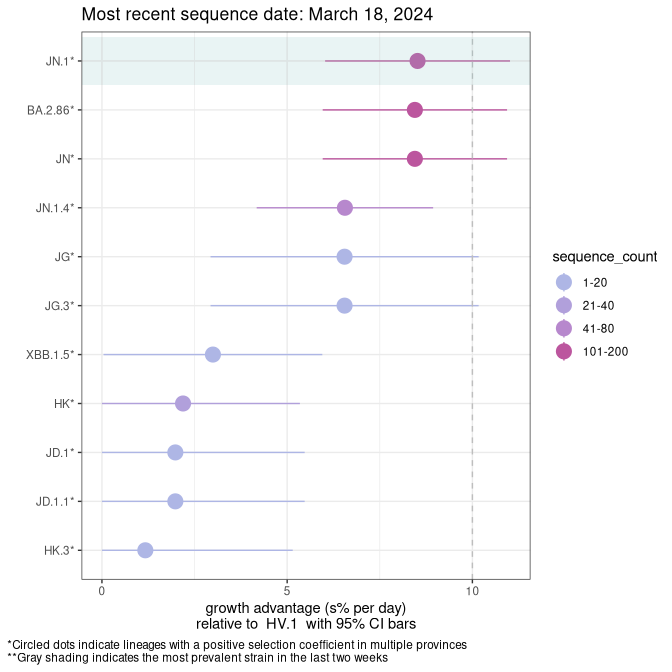 Most recent sequence date: March 18, 2024
JN.1*
BA.2.86*
JN*
JN.1.4*
JG*
JG.3*
XBB.1.5*
HK*
JD.1*
JD.1.1*
HK.3*
0 5 10
growth advantage (s% per day)
relative to HV.1 with 95% CI bars
sequence_count
1-20
21-40
41-80
101-200
*Circled dots indicate lineages with a positive selection coefficient in multiple provinces
**Gray shading indicates the most prevalent strain in the last two weeks